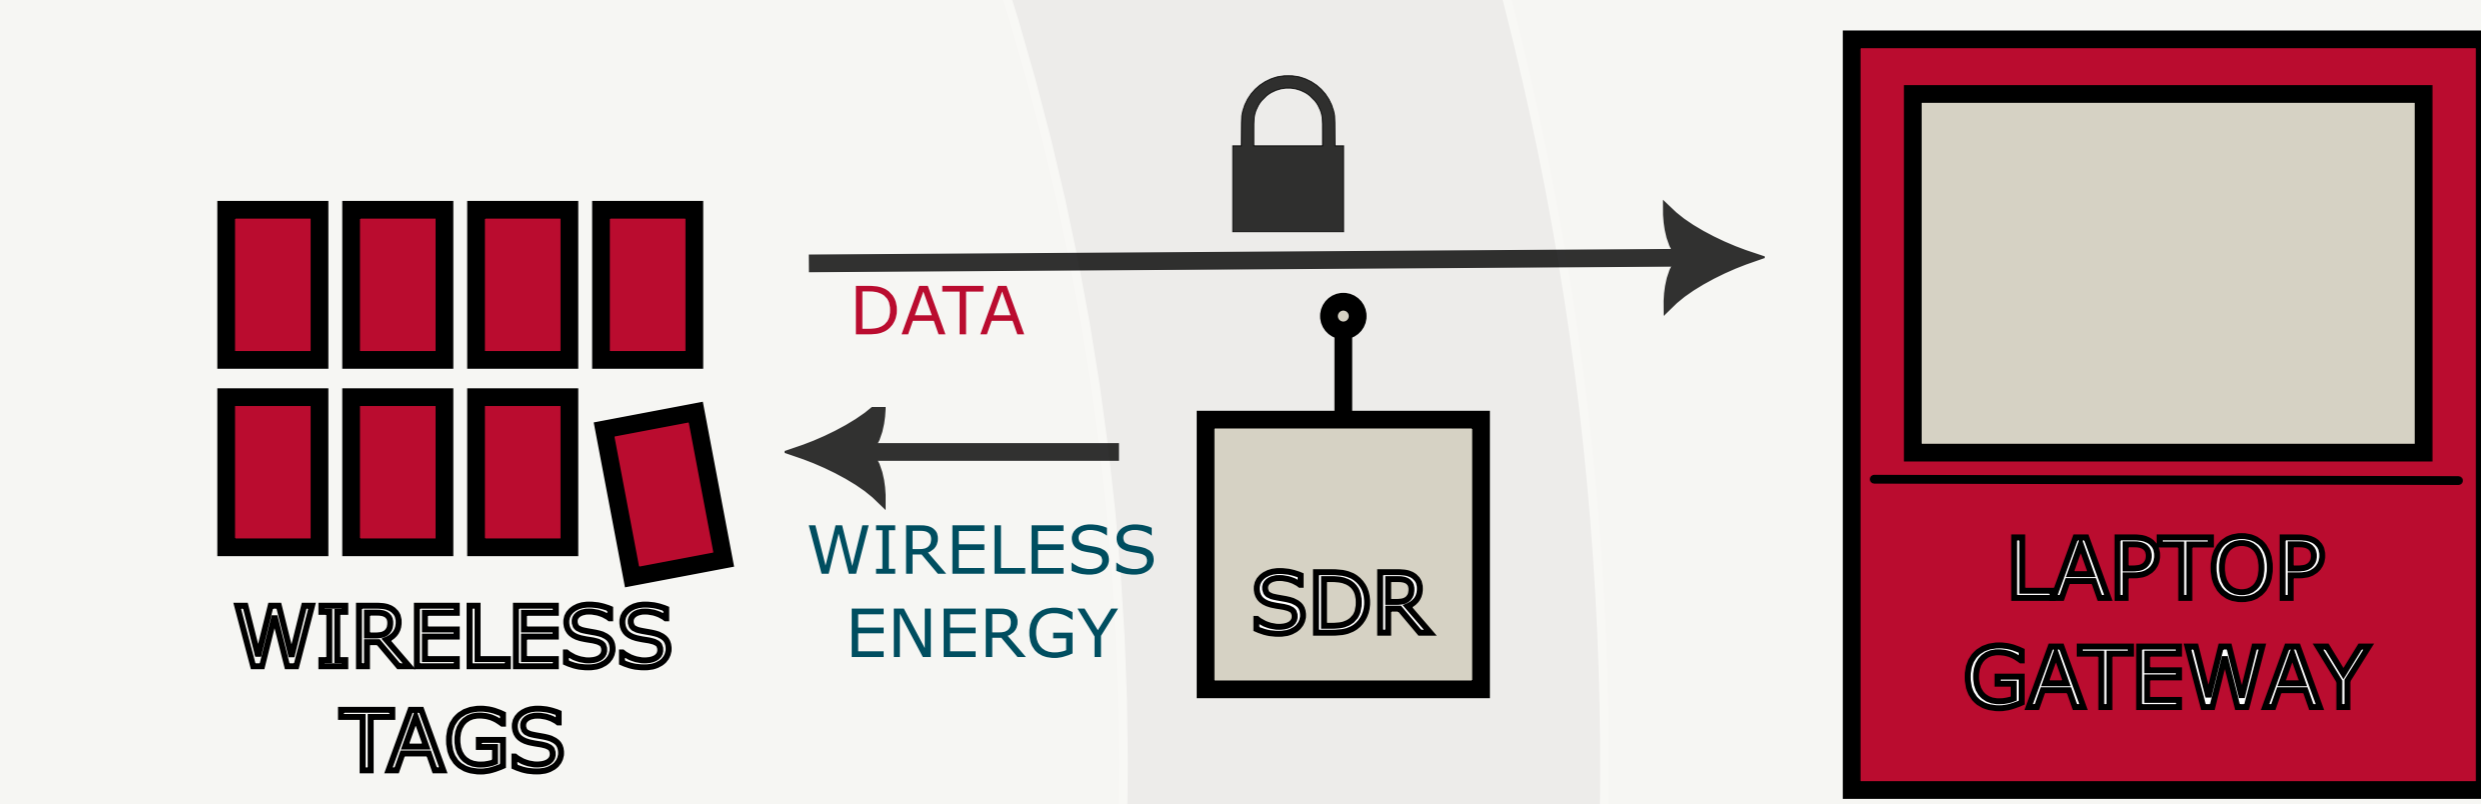 DATA
WIRELESS
ENERGY
WIRELESS
TAGS
SDR
LAPTOP
GATEWAY